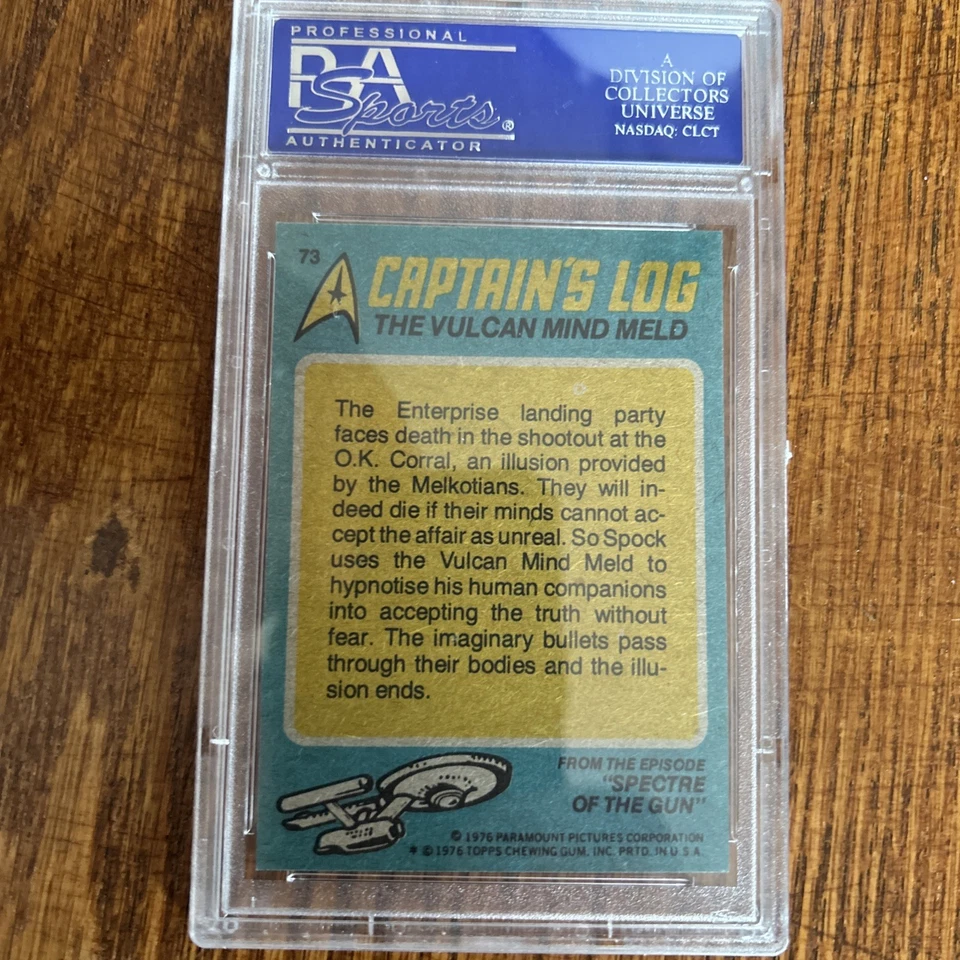 PROFESSIONAL
PSA
Sports®
AUTHENTICATOR
A
DIVISION OF
COLLECTORS
UNIVERSE
NASDAQ: CLCT
73
CAPTAIN'S LOG
THE VULCAN MIND MELD
The Enterprise landing party
faces death in the shootout at the
O.K. Corral, an illusion provided
by the Melkotians. They will in-
deed die if their minds cannot ac-
cept the affair as unreal. So Spock
uses the Vulcan Mind Meld to
hypnotise his human companions
into accepting the truth without
fear. The imaginary bullets pass
through their bodies and the illu-
sion ends.
FROM THE EPISODE
"SPECTRE
OF THE GUN"
© 1976 PARAMOUNT PICTURES CORPORATION
* © 1976 TOPPS CHEWING GUM, INC. PRTD. IN U.S.A.